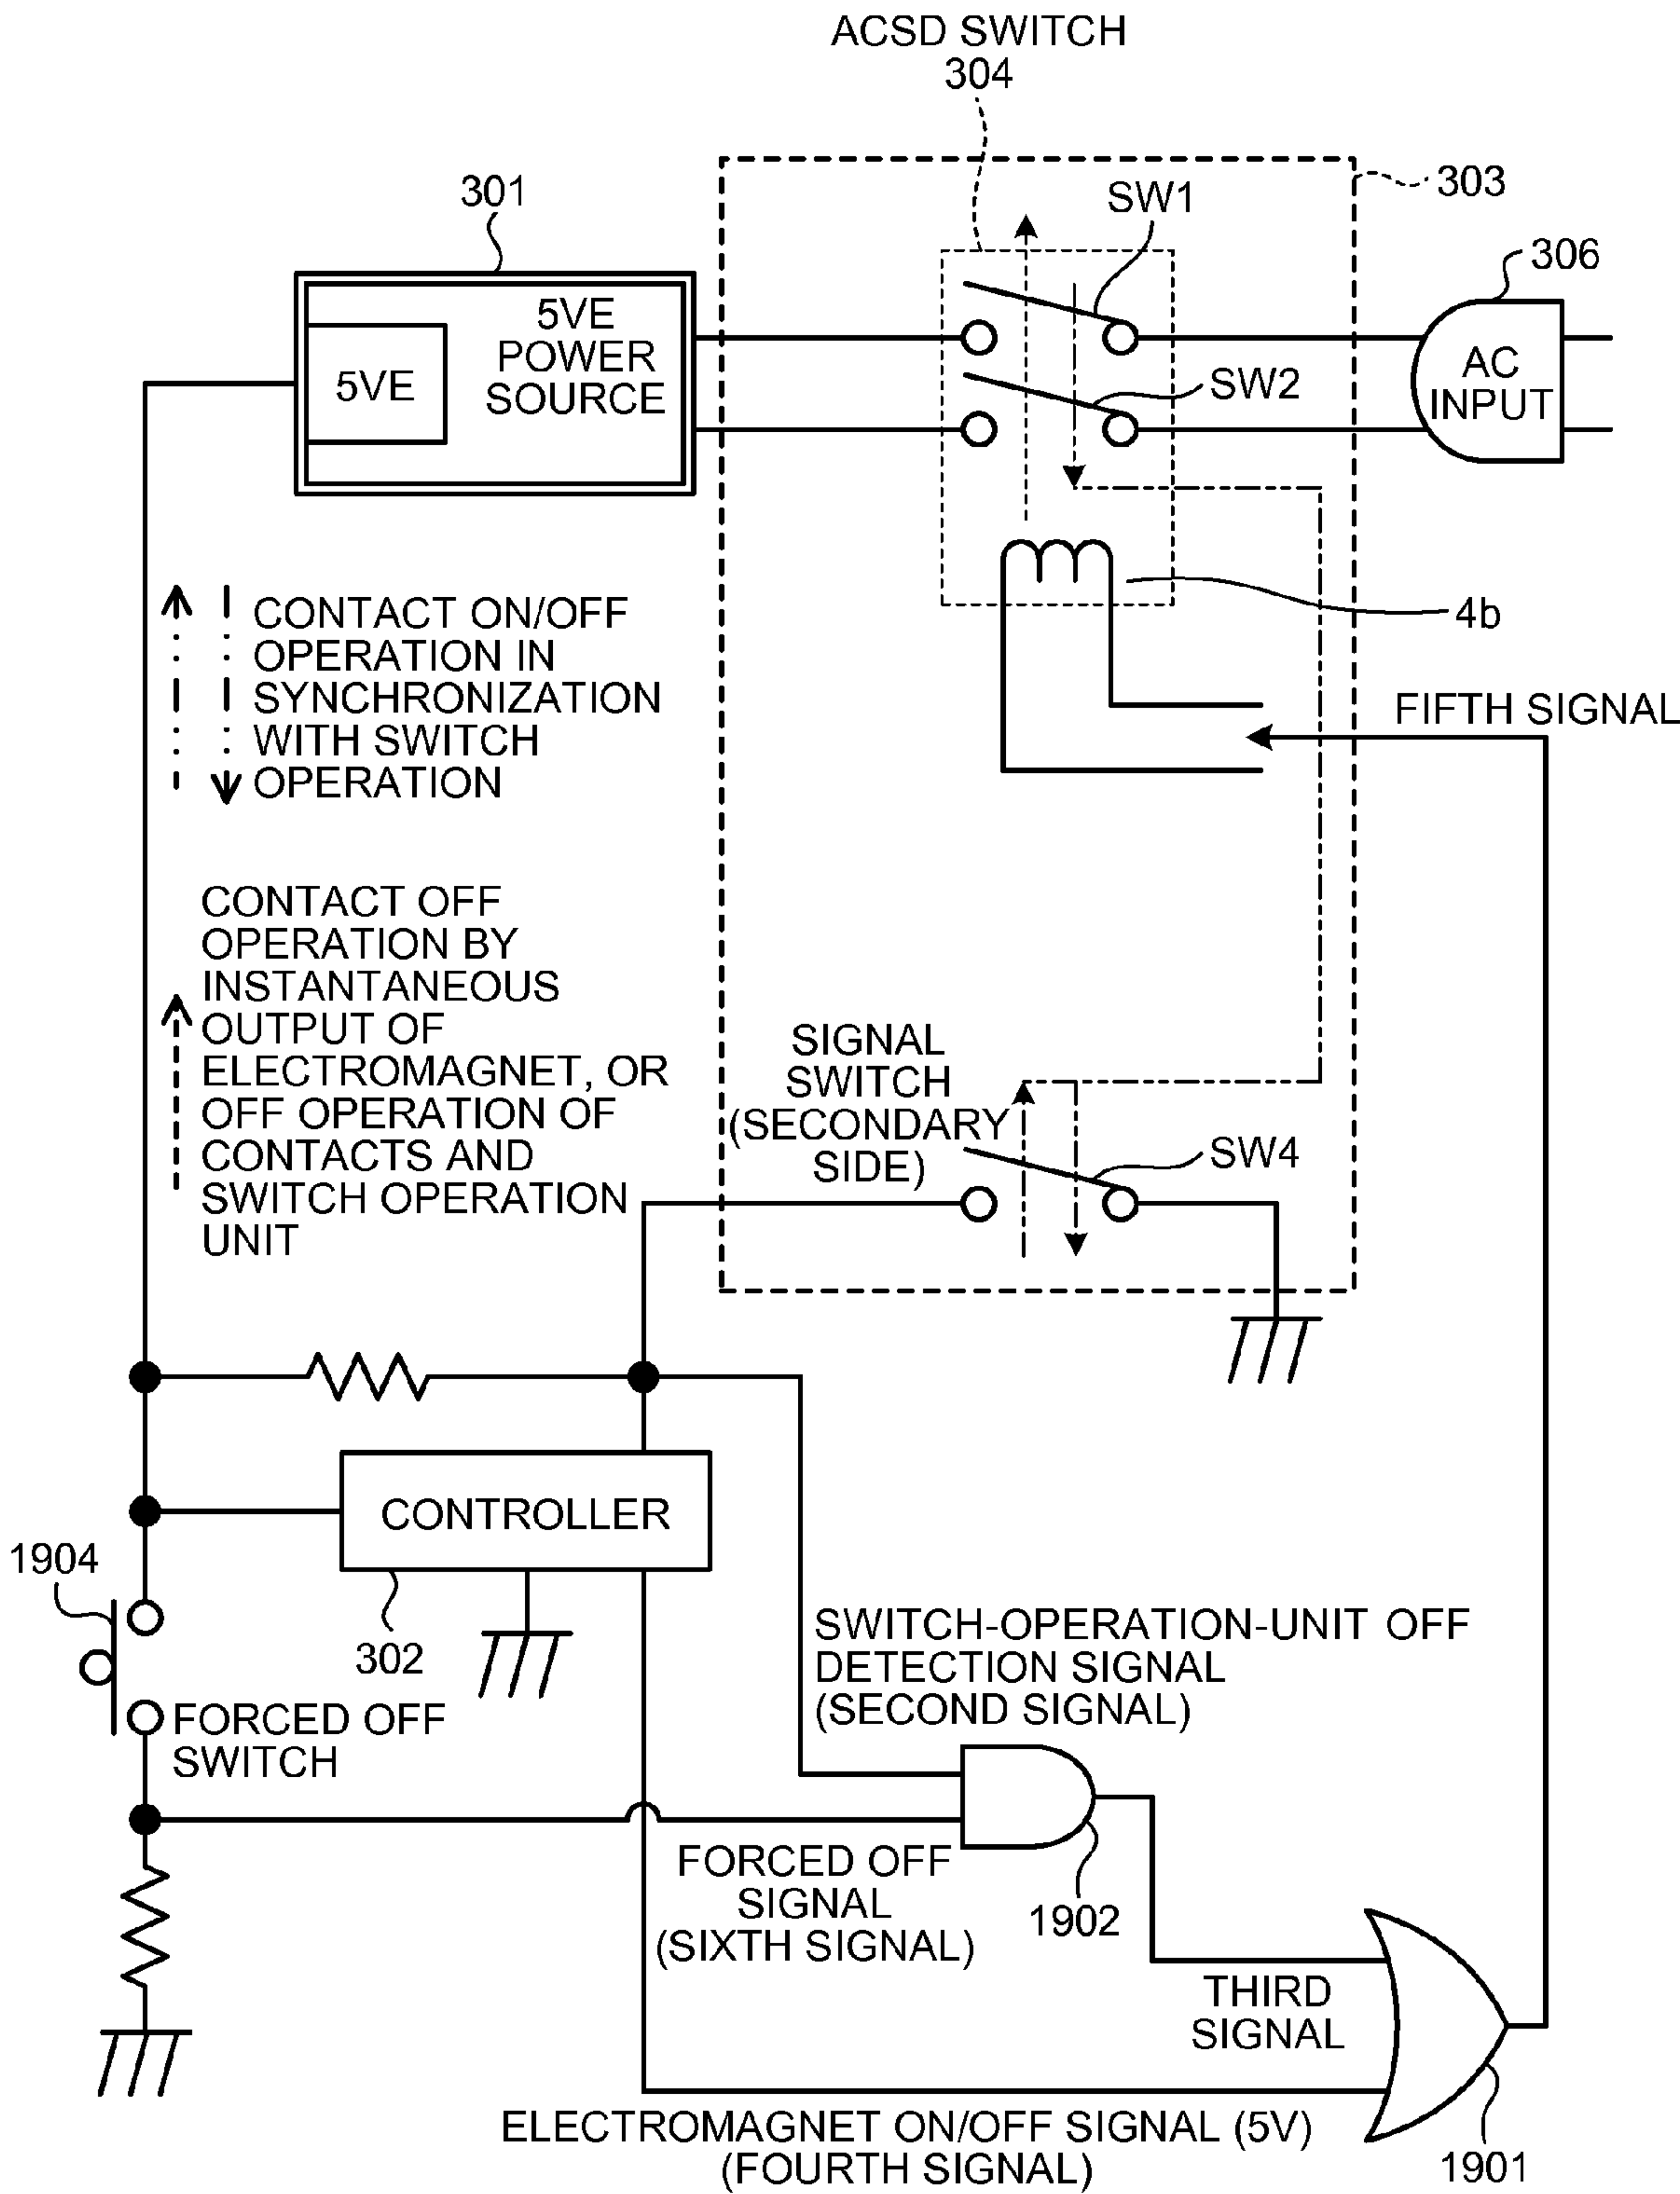 ACSD SWITCH
304
303
301
SW1
306
5VE
POWER
SOURCE
5VE
AC
INPUT
SW2
4b
CONTACT ON/OFF
OPERATION IN
SYNCHRONIZATION
WITH SWITCH
OPERATION
FIFTH SIGNAL
CONTACT OFF
OPERATION BY
INSTANTANEOUS
OUTPUT OF
ELECTROMAGNET, OR
OFF OPERATION OF
CONTACTS AND
SWITCH OPERATION
UNIT
SIGNAL
SWITCH
(SECONDARY
SIDE)
SW4
CONTROLLER
302
1904
FORCED OFF
SWITCH
SWITCH-OPERATION-UNIT OFF
DETECTION SIGNAL
(SECOND SIGNAL)
FORCED OFF
SIGNAL
(SIXTH SIGNAL)
1902
THIRD
SIGNAL
ELECTROMAGNET ON/OFF SIGNAL (5V)
(FOURTH SIGNAL)
1901